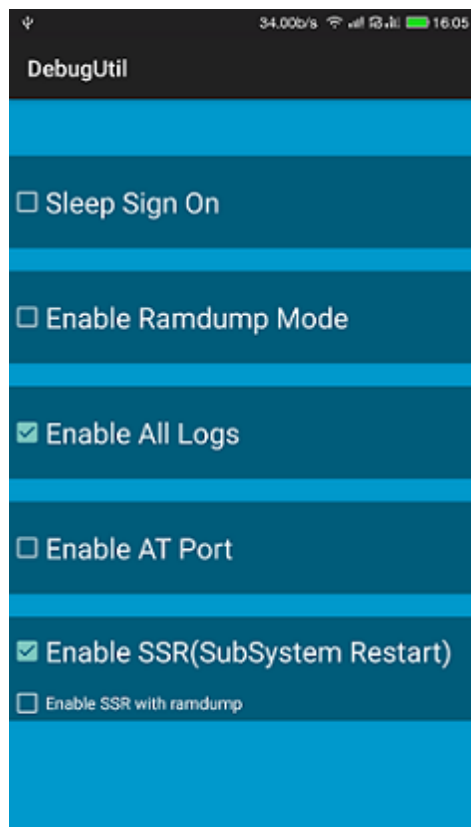 34.00b/s 16:05
DebugUtil
Sleep Sign On
Enable Ramdump Mode
Enable All Logs
Enable AT Port
Enable SSR(SubSystem Restart)
Enable SSR with ramdump